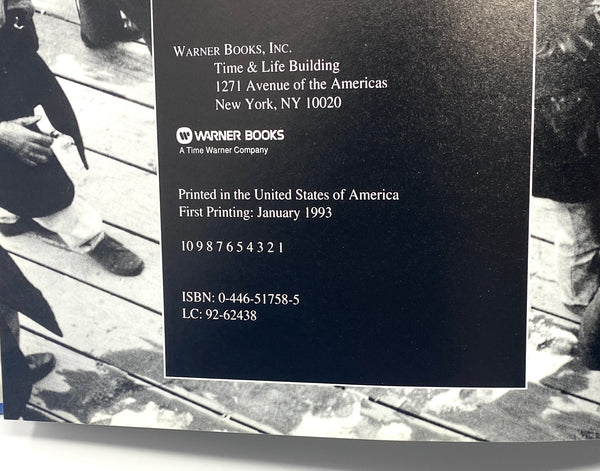 WARNER BOOKS, INC.
Time & Life Building
1271 Avenue of the Americas
New York, NY 10020
W WARNER BOOKS
A Time Warner Company
Printed in the United States of America
First Printing: January 1993
10 9 8 7 6 5 4 3 2 1
ISBN: 0-446-51758-5
LC: 92-62438